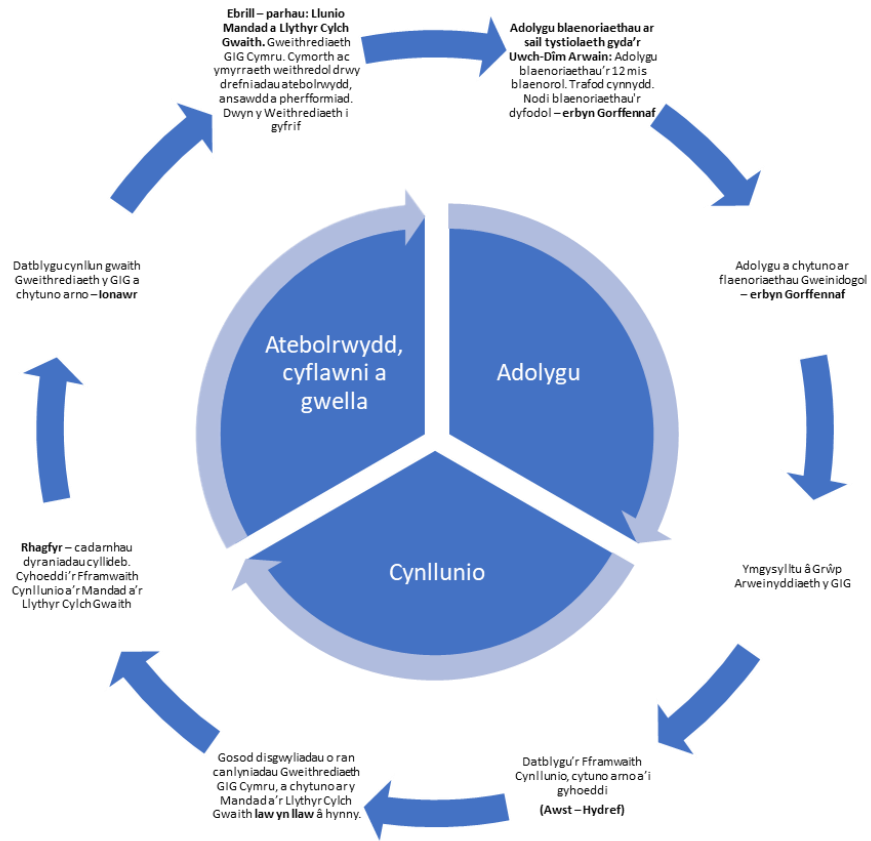 Ebrill – parhau: Llunio
Mandad a Llythyr Cylch
Gwaith. Gweithrediaeth
GIG Cymru. Cymorth ac
ymyrraeth weithredol drwy
drefniadau atebolrwydd,
ansawdd a pherfformiad.
Dwyn y Weithrediaeth i
gyfrif
Adolygu blaenoriaethau ar
sail tystiolaeth gyda'r
Uwch-Dîm Arwain: Adolygu
blaenoriaethau'r 12 mis
blaenorol. Trafod cynnydd.
Nodi blaenoriaethau'r
dyfodol – erbyn Gorffennaf
Adolygu a chytuno ar
flaenoriaethau Gweinidogol
– erbyn Gorffennaf
Ymgysylltu â Grŵp
Arweinyddiaeth y GIG
Datblygu'r Fframwaith
Cynllunio, cytuno arno a'i
gyhoeddi
(Awst – Hydref)
Gosod disgwyliadau o ran
canlyniadau Gweithrediaeth
GIG Cymru, a chytuno ar y
Mandad a'r Llythyr Cylch
Gwaith law yn llaw â hynny.
Rhagfyr – cadarnhau
dyraniadau cyllideb.
Cyhoeddi'r Fframwaith
Cynllunio a'r Mandad a'r
Llythyr Cylch Gwaith
Datblygu cynllun gwaith
Gweithrediaeth y GIG a
chytuno arno – Ionawr
Atebolrwydd,
cyflawni a
gwella
Adolygu
Cynllunio